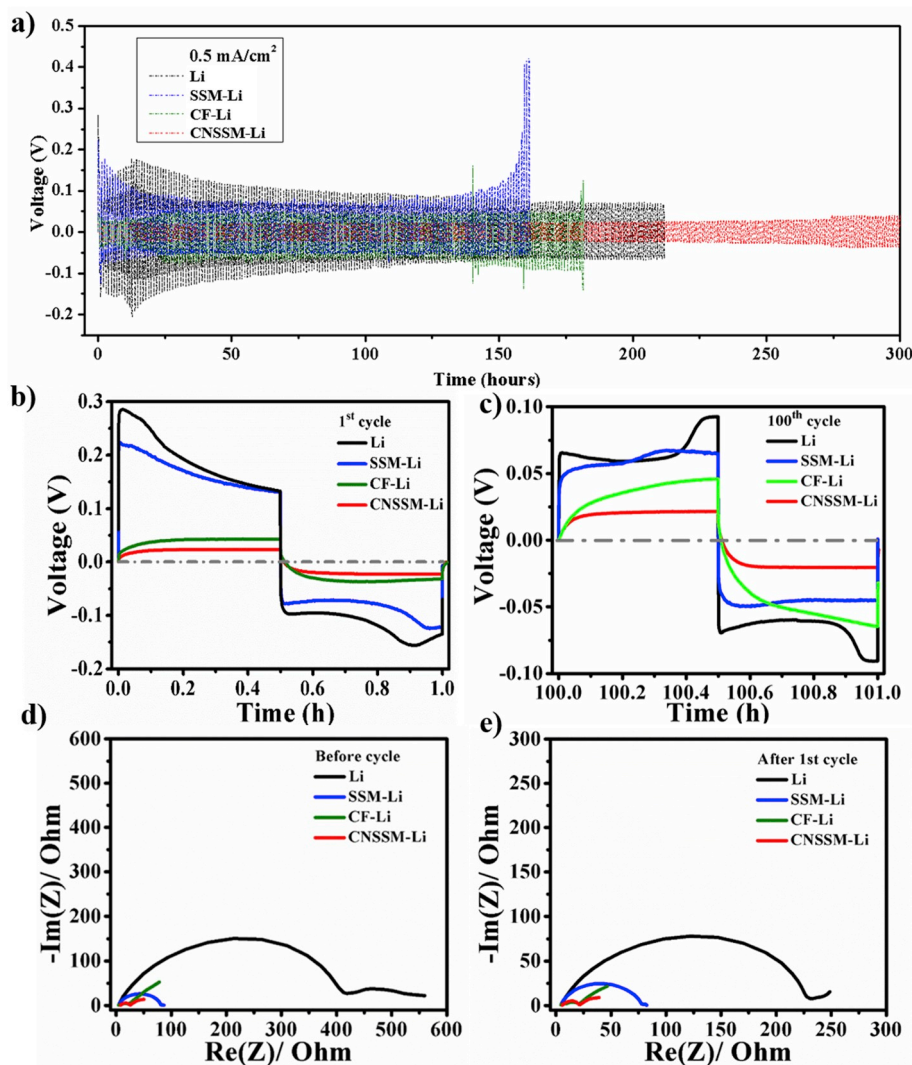 a)
0.5
0.4
0.3
0.2
0.1
0.0
-0.1
-0.2
Voltage (V)
0.5 mA/cm²
Li
SSM-Li
CF-Li
CNSSM-Li
0 50 100 150 200 250 300
Time (hours)
b)
0.3
0.2
0.1
0.0
-0.1
-0.2
Voltage (V)
1st cycle
Li
SSM-Li
CF-Li
CNSSM-Li
0.0 0.2 0.4 0.6 0.8 1.0
Time (h)
c)
0.10
0.05
0.00
-0.05
-0.10
Voltage (V)
100th cycle
Li
SSM-Li
CF-Li
CNSSM-Li
100.0 100.2 100.5 100.8 101.0
Time (h)
d)
600
500
400
300
200
150
100
50
0
-Im(Z)/ Ohm
Before cycle
Li
SSM-Li
CF-Li
CNSSM-Li
0 100 200 300 400 500 600
Re(Z)/ Ohm
e)
300
275
250
225
200
100
75
50
25
0
-Im(Z)/ Ohm
After 1st cycle
Li
SSM-Li
CF-Li
CNSSM-Li
0 50 100 150 200 250 300
Re(Z)/ Ohm